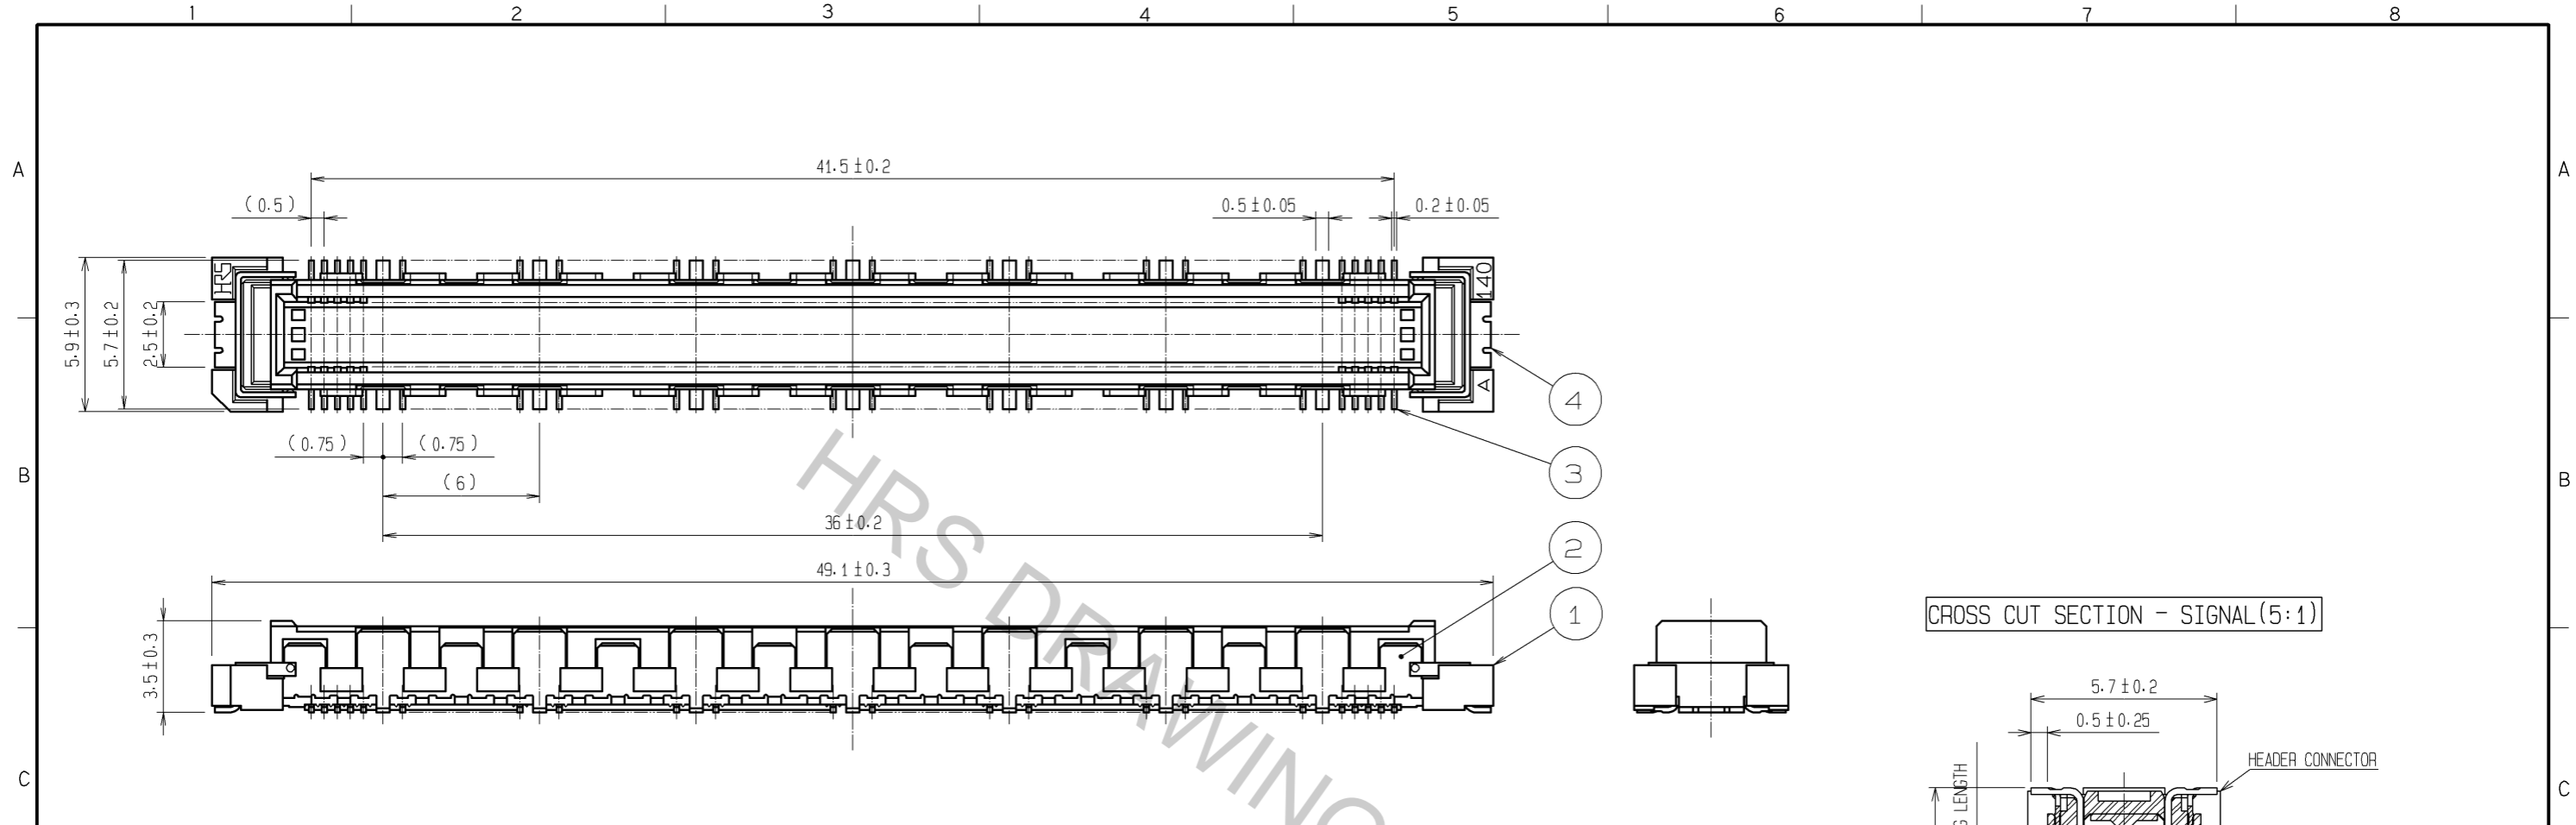 1 2 3 4 5 6 7 8
A A
41.5±0.2
(0.5) 0.5±0.05 0.2±0.05
HRS 140
5.9±0.3 5.7±0.2 2.5±0.2
A
4
(0.75) (0.75)
3
B (6) B
36±0.2
2
49.1±0.3
1
CROSS CUT SECTION - SIGNAL(5:1)
3.5±0.3
5.7±0.2
0.5±0.25
HEADER CONNECTOR
LENGTH
C C
HRS DRAWING